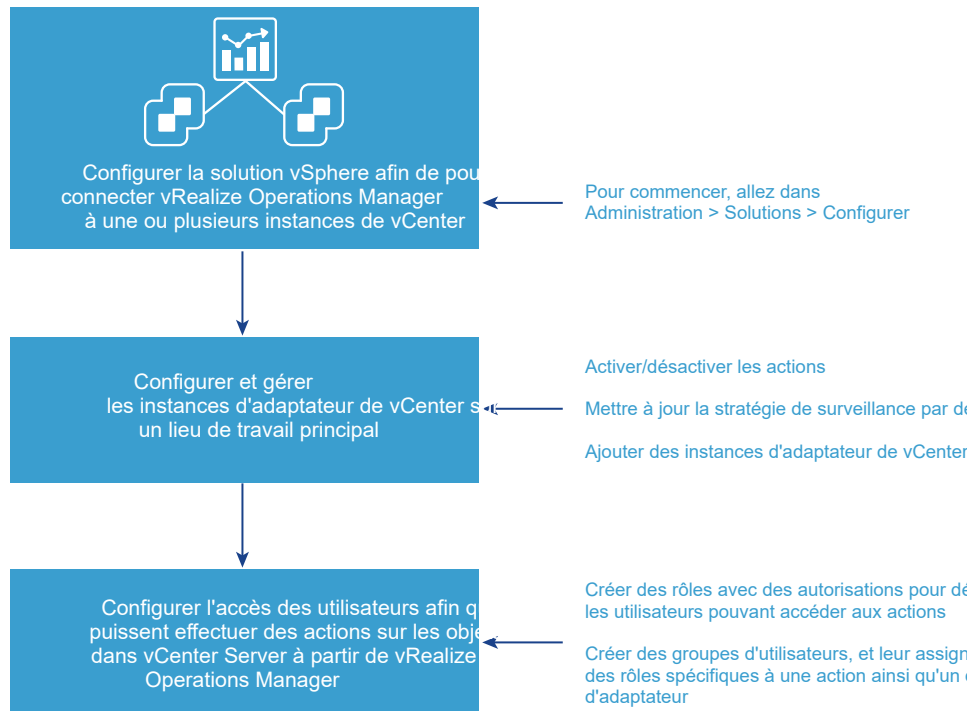 Configurer la solution vSphere afin de
connecter vRealize Operations Manager
à une ou plusieurs instances de vCenter
Pour commencer, allez dans
Administration > Solutions > Configurer
Configurer et gérer
les instances d'adaptateur de vCenter
un lieu de travail principal
Activer/désactiver les actions
Mettre à jour la stratégie de surveillance par
Ajouter des instances d'adaptateur de vCenter
Configurer l'accès des utilisateurs afin
puissent effectuer des actions sur les
dans vCenter Server à partir de vRealize
Operations Manager
Créer des rôles avec des autorisations pour
les utilisateurs pouvant accéder aux actions
Créer des groupes d'utilisateurs, et leur
des rôles spécifiques à une action ainsi qu'un
d'adaptateur